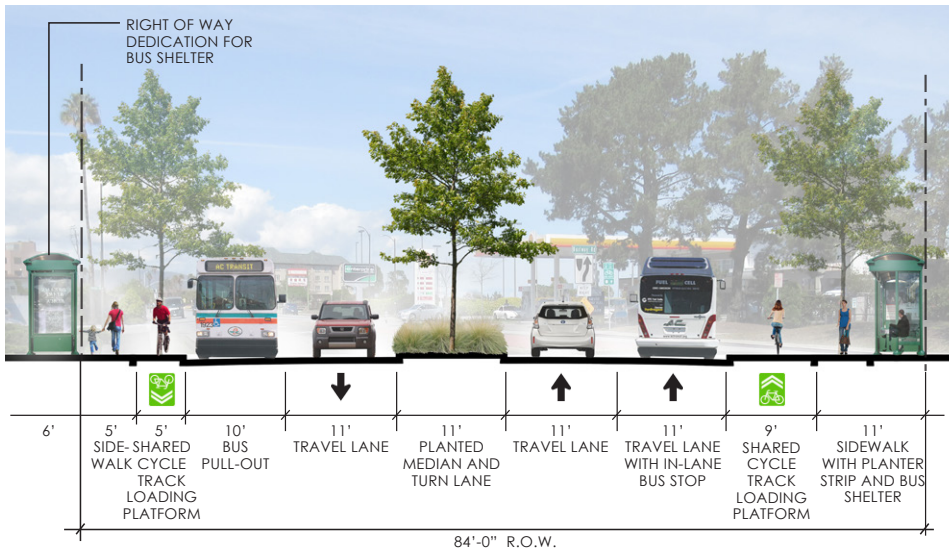 RIGHT OF WAY
DEDICATION FOR
BUS SHELTER
AC TRANSIT
FUEL CELL
6’
5’
SIDE-
WALK
5’
SHARED
CYCLE
TRACK
LOADING
PLATFORM
10’
BUS
PULL-OUT
11’
TRAVEL LANE
11’
PLANTED
MEDIAN AND
TURN LANE
11’
TRAVEL LANE
11’
TRAVEL LANE
WITH IN-LANE
BUS STOP
9’
SHARED
CYCLE
TRACK
LOADING
PLATFORM
11’
SIDEWALK
WITH PLANTER
STRIP AND BUS
SHELTER
84’-0” R.O.W.